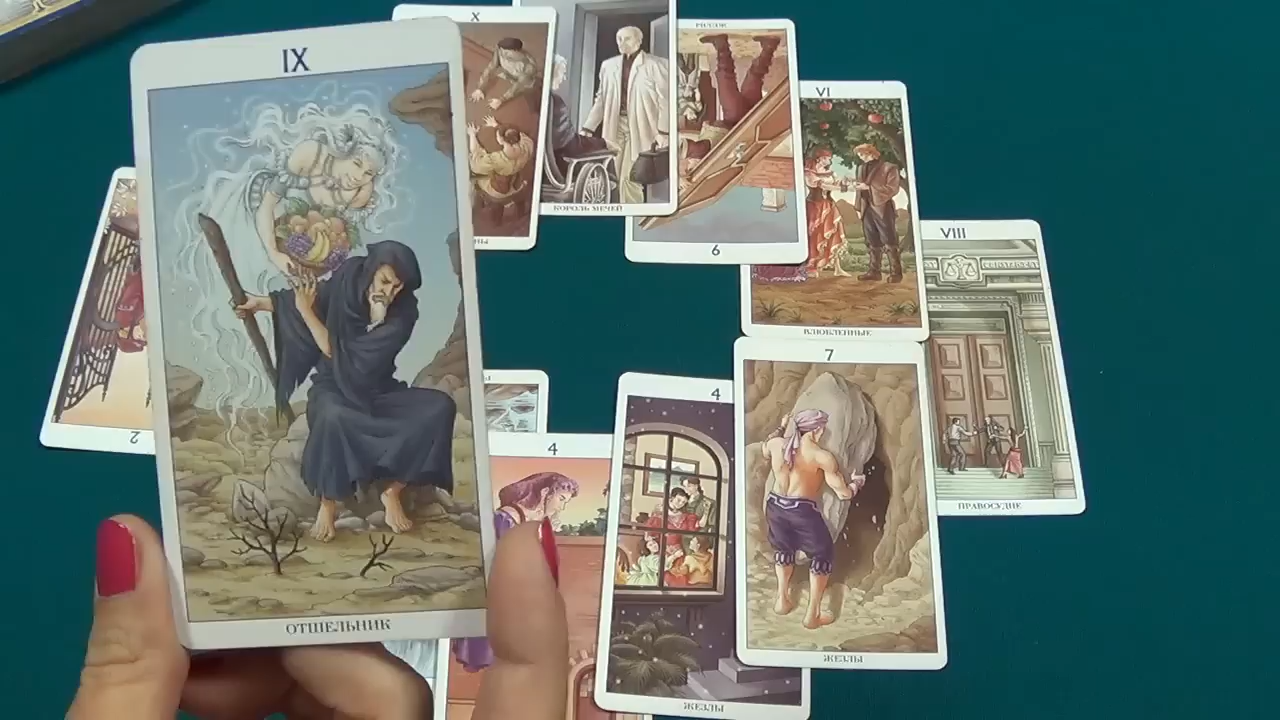 IX
ОТШЕЛЬНИК
X
КОРОЛЬ МЕЧЕЙ
6
VI
ВЛЮБЛЕННЫЕ
VIII
ПРАВОСУДИЕ
7
ЖЕЗЛЫ
4
ЖЕЗЛЫ
4
2